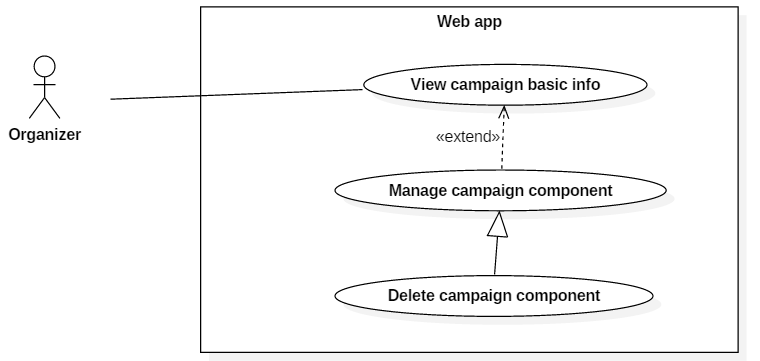 Web app
View campaign basic info
Organizer
«extend»
Manage campaign component
Delete campaign component